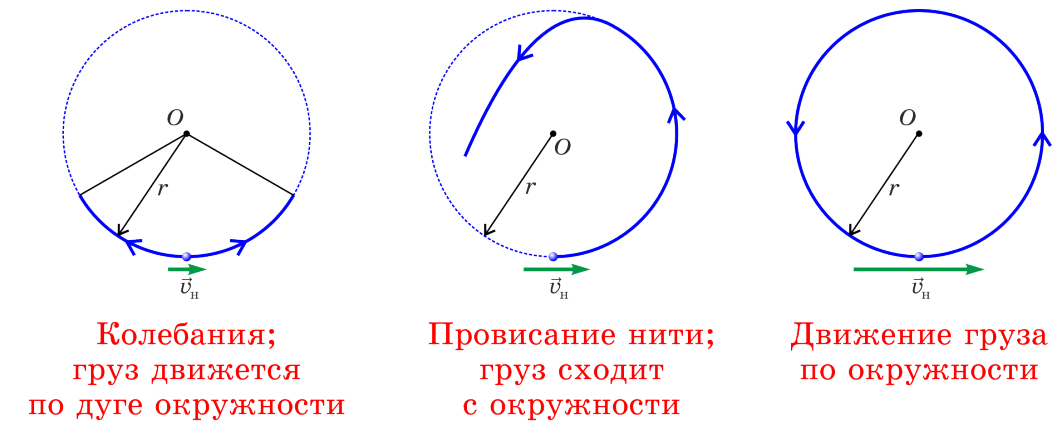 O
r
v⃗н
Колебания;
груз движется
по дуге окружности
O
r
v⃗н
Провисание нити;
груз сходит
с окружности
O
r
v⃗н
Движение груза
по окружности